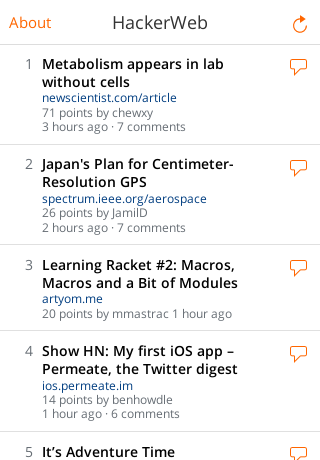 About
HackerWeb
1
Metabolism appears in lab
without cells
newscientist.com/article
71 points by chewxy
3 hours ago · 7 comments
2
Japan's Plan for Centimeter-
Resolution GPS
spectrum.ieee.org/aerospace
26 points by JamilD
2 hours ago · 7 comments
3
Learning Racket #2: Macros,
Macros and a Bit of Modules
artyom.me
20 points by mmastrac 1 hour ago
4
Show HN: My first iOS app –
Permeate, the Twitter digest
ios.permeate.im
14 points by benhowdle
1 hour ago · 6 comments
5
It’s Adventure Time